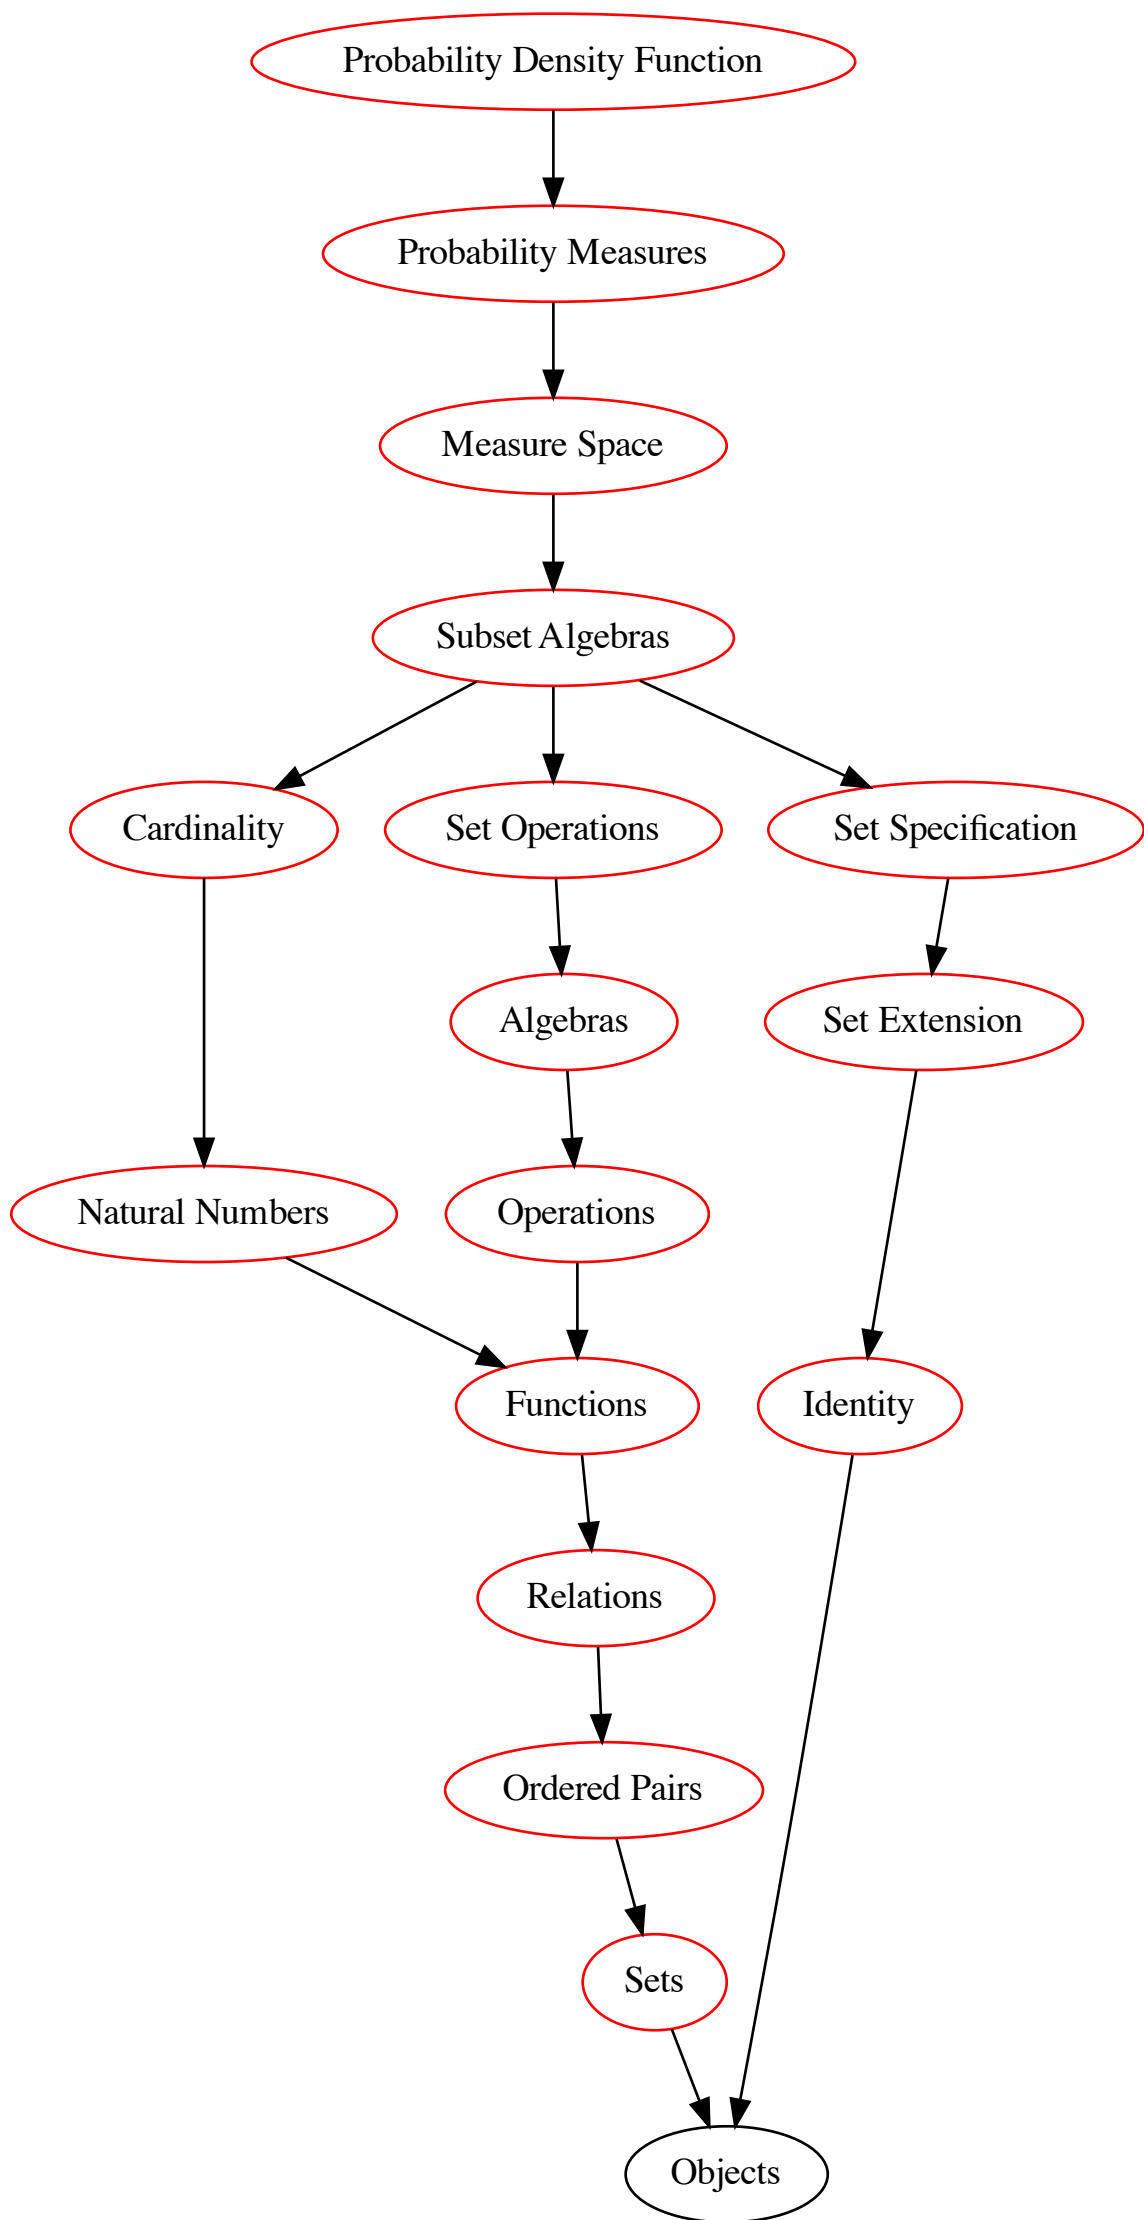 Probability Density Function
Probability Measures
Measure Space
Subset Algebras
Cardinality
Set Operations
Set Specification
Algebras
Set Extension
Natural Numbers
Operations
Functions
Identity
Relations
Ordered Pairs
Sets
Objects